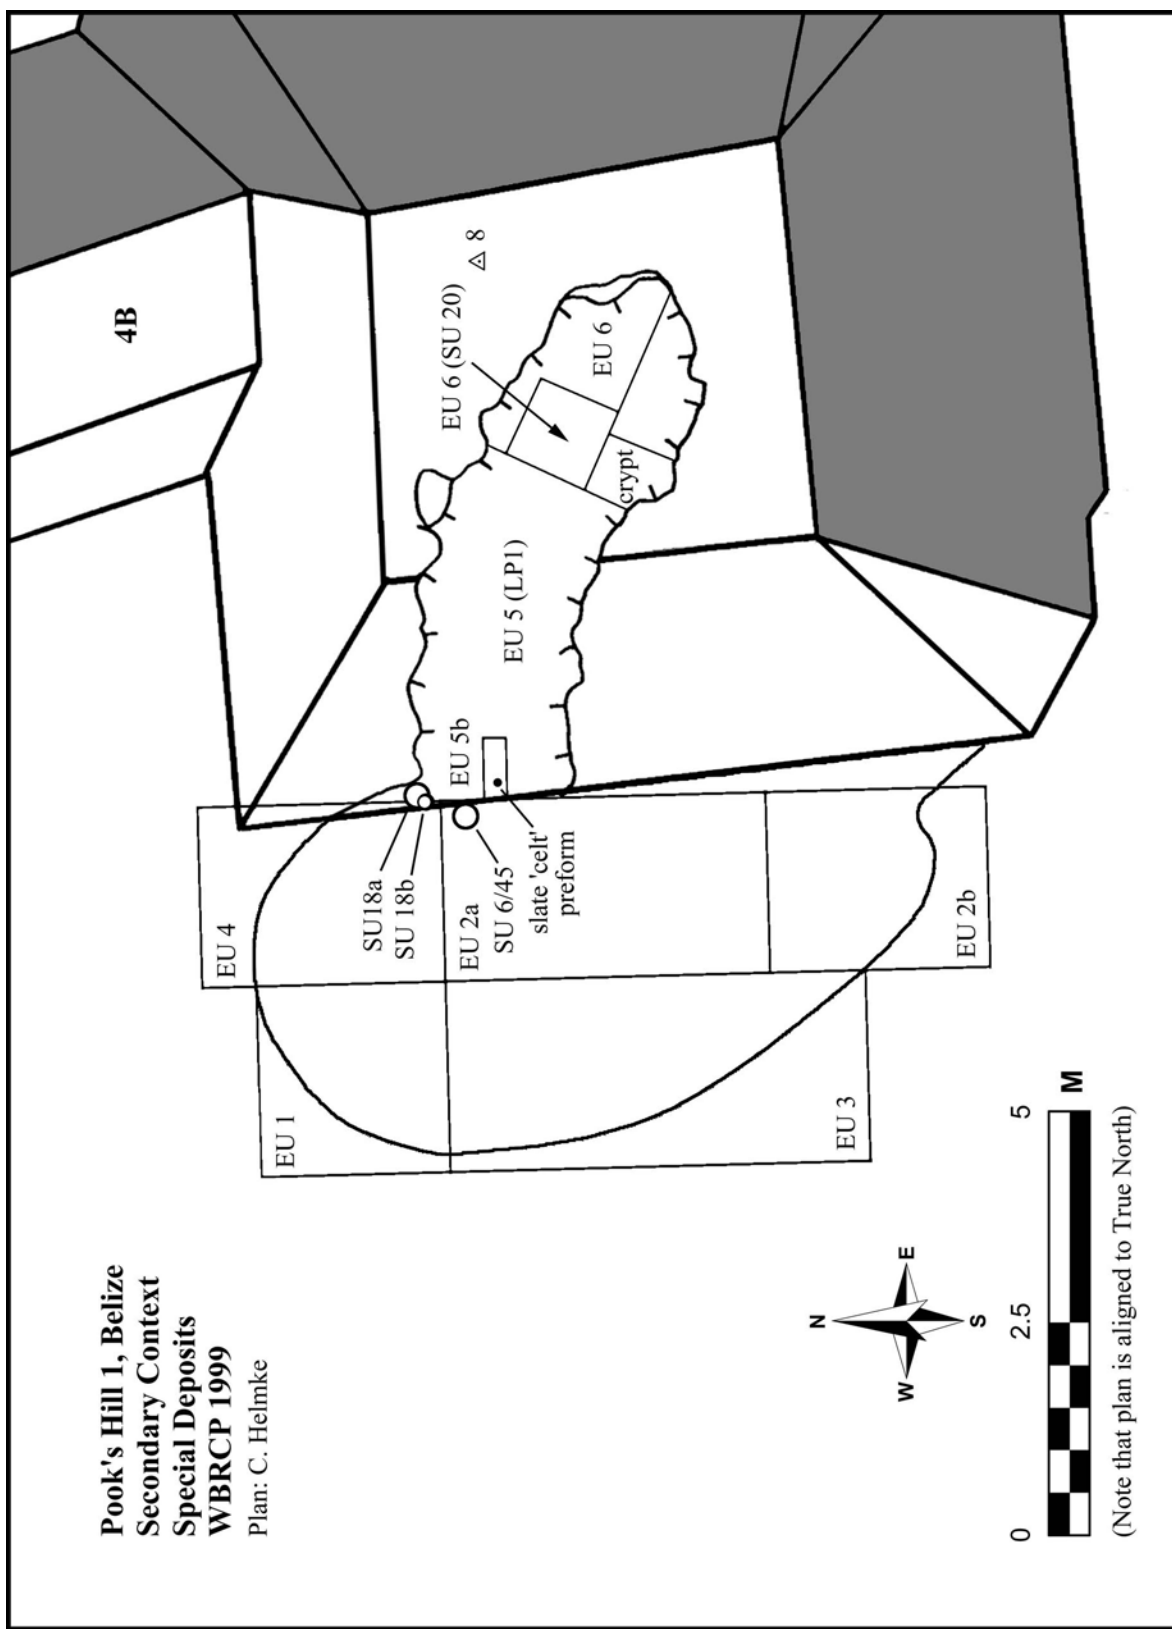 Pook's Hill 1, Belize
Secondary Context
Special Deposits
WBRCP 1999
Plan: C. Helmke
4B
EU 6 (SU 20)
8
EU 6
crypt
EU 5 (LP1)
EU 5b
SU18a
SU 18b
EU 2a
SU 6/45
slate 'celt'
preform
EU 4
EU 2b
EU 1
EU 3
N
W
E
S
0
2.5
5
M
(Note that plan is aligned to True North)